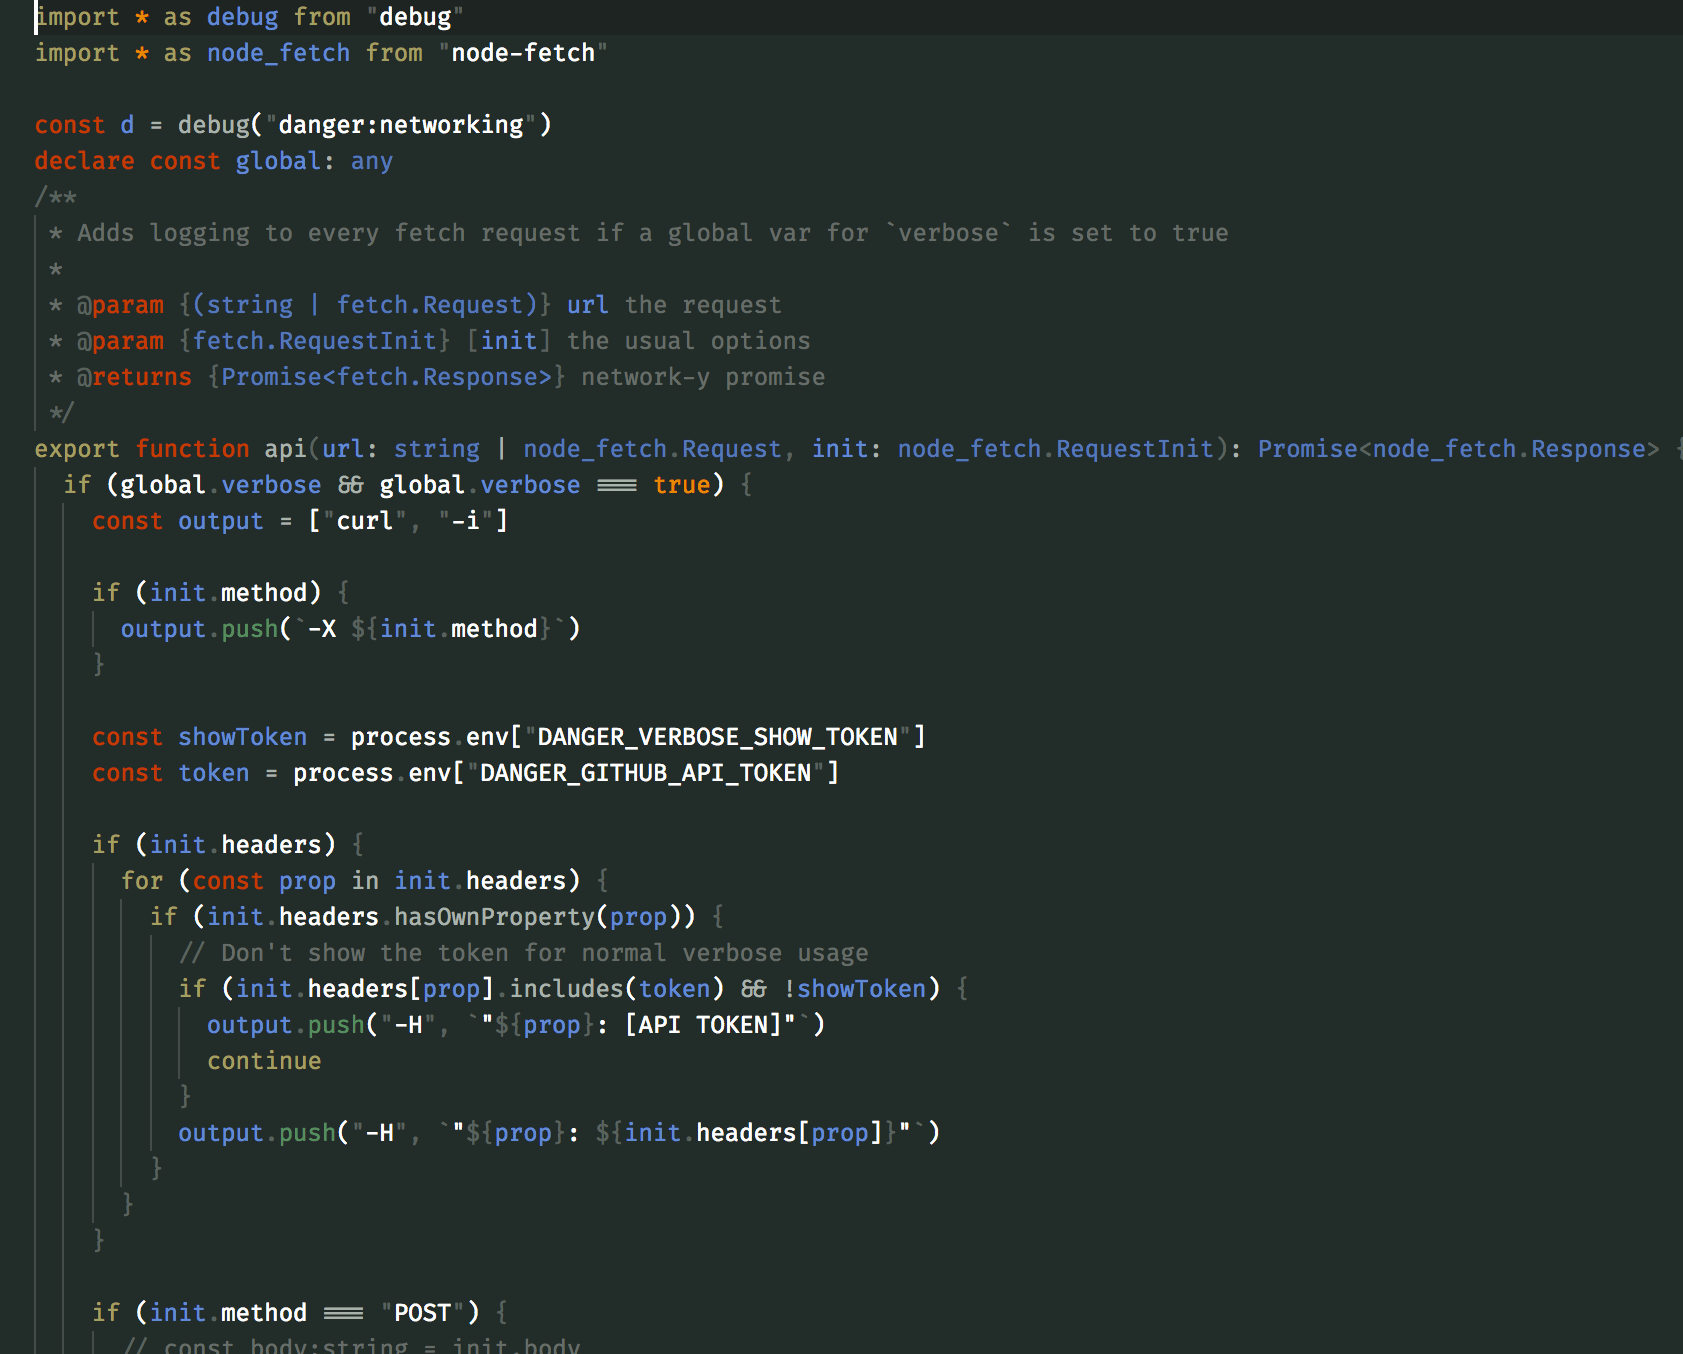 import * as debug from "debug"
import * as node_fetch from "node-fetch"

const d = debug("danger:networking")
declare const global: any
/**
 * Adds logging to every fetch request if a global var for `verbose` is set to true
 *
 * @param {(string | fetch.Request)} url the request
 * @param {fetch.RequestInit} [init] the usual options
 * @returns {Promise<fetch.Response>} network-y promise
 */
export function api(url: string | node_fetch.Request, init: node_fetch.RequestInit): Promise<node_fetch.Response> {
  if (global.verbose && global.verbose === true) {
    const output = ["curl", "-i"]

    if (init.method) {
      output.push(`-X ${init.method}`)
    }

    const showToken = process.env["DANGER_VERBOSE_SHOW_TOKEN"]
    const token = process.env["DANGER_GITHUB_API_TOKEN"]

    if (init.headers) {
      for (const prop in init.headers) {
        if (init.headers.hasOwnProperty(prop)) {
          // Don't show the token for normal verbose usage
          if (init.headers[prop].includes(token) && !showToken) {
            output.push("-H", `"${prop}: [API TOKEN]"`)
            continue
          }
          output.push("-H", `"${prop}: ${init.headers[prop]}"`)
        }
      }
    }

    if (init.method === "POST") {
      // const body:string = init.body